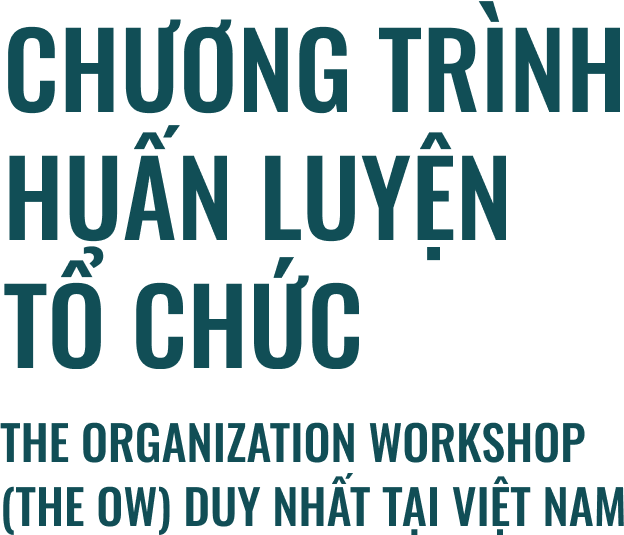 CHƯƠNG TRÌNH
HUẤN LUYỆN
TỔ CHỨC
THE ORGANIZATION WORKSHOP
(THE OW) DUY NHẤT TẠI VIỆT NAM